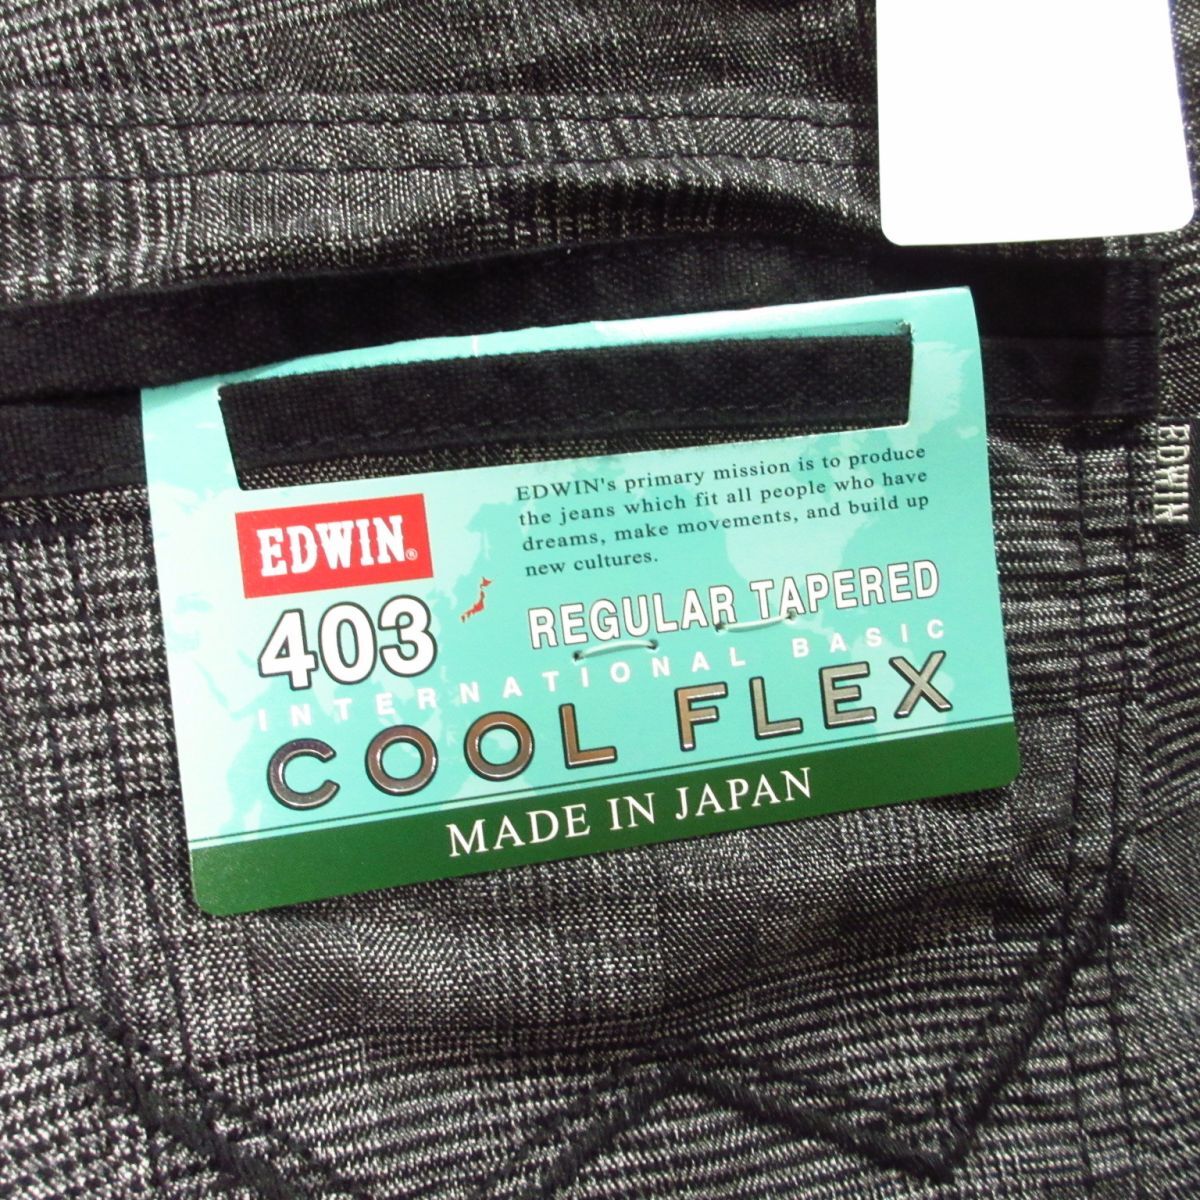 EDWIN's primary mission is to produce
the jeans which fit all people who have
dreams, make movements, and build up
new cultures.
EDWIN®
403
REGULAR TAPERED
INTERNATIONAL BASIC
COOL FLEX
MADE IN JAPAN
EDWIN